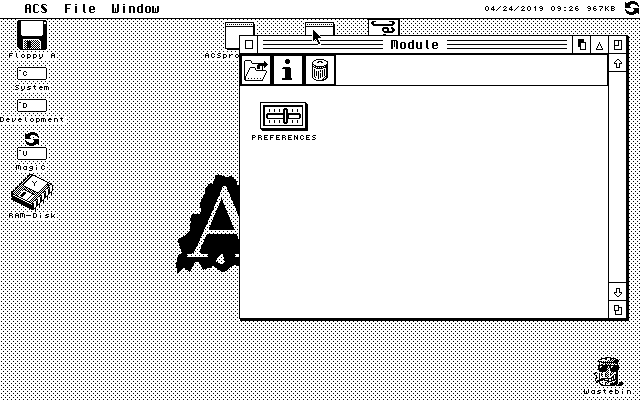 ACS File Window 04/24/2019 09:26 967KB
Floppy A
ACSpro
Module
C
System
D
Development
PREFERENCES
V
Magic
Y
RAM-Disk
A
4
Wastebin